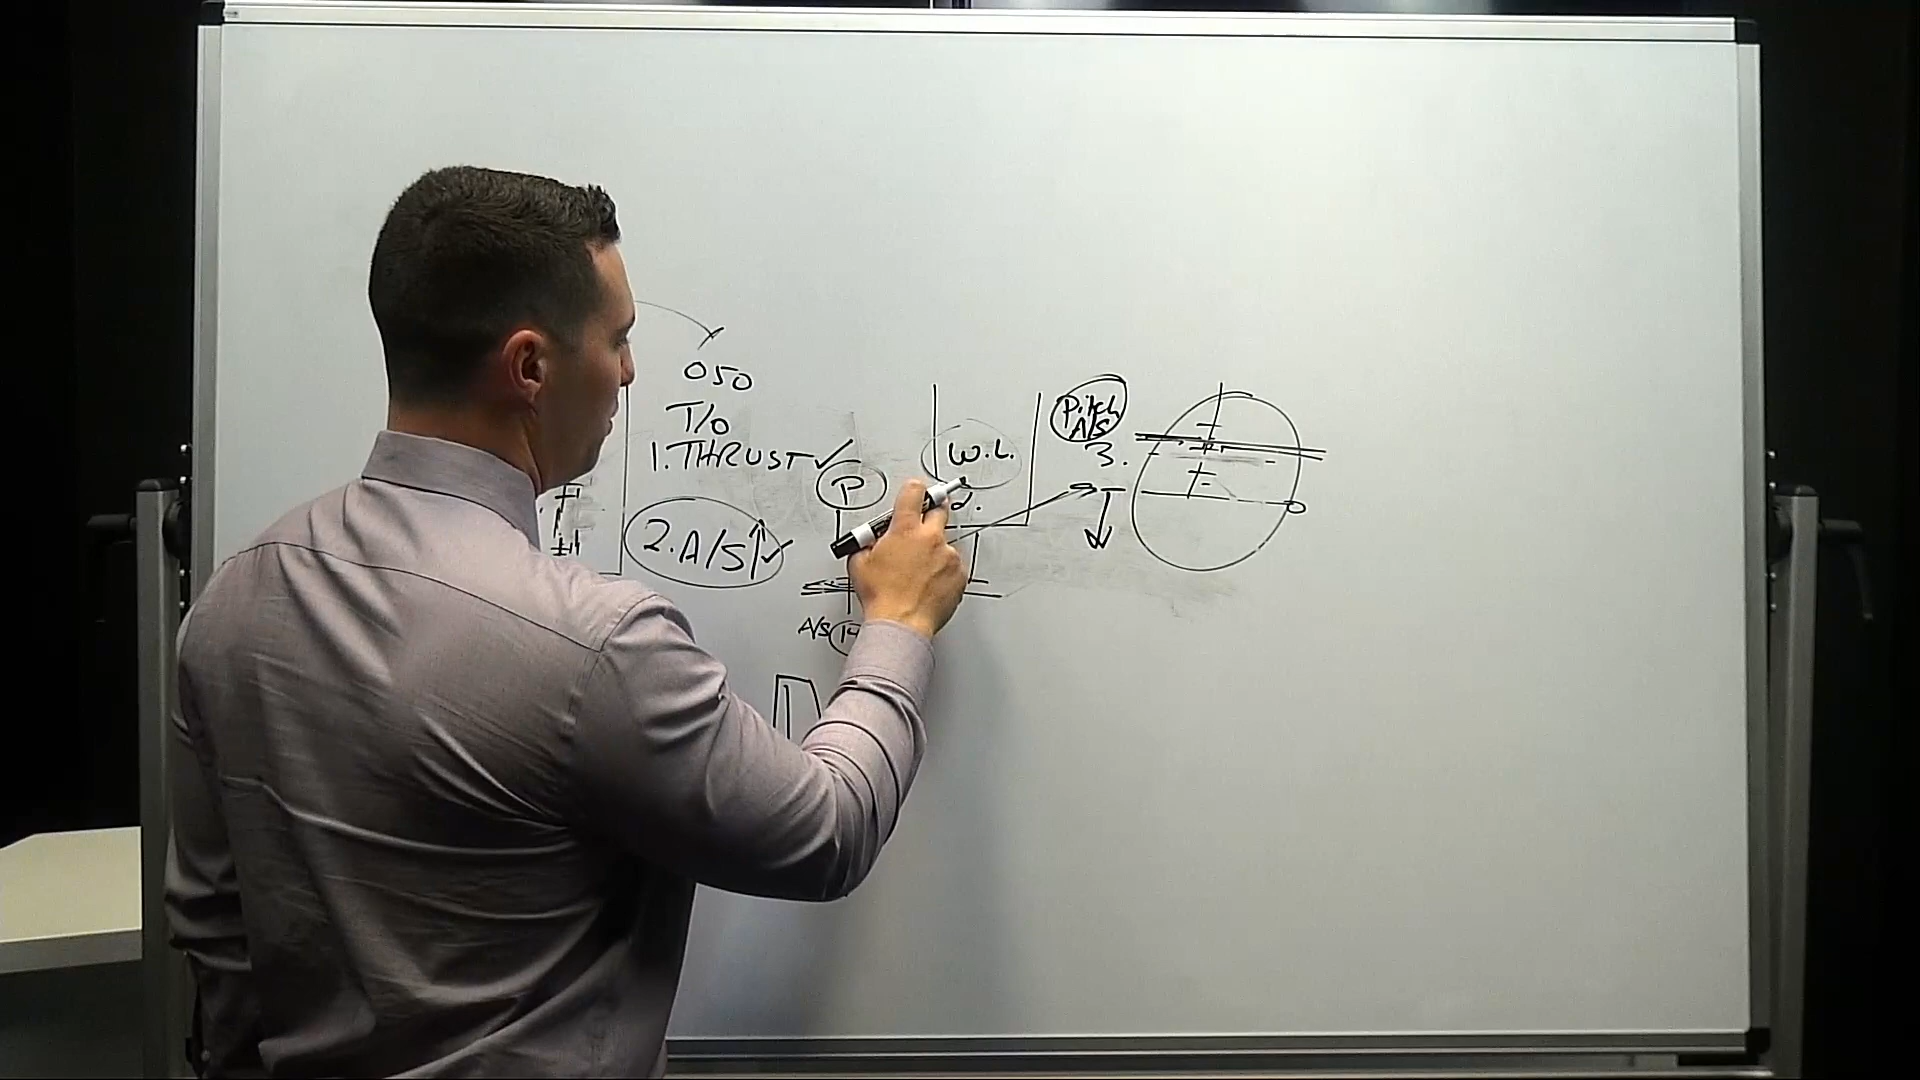 050
T/O
1. THRUST ✓
P
2. A/S ↑ ✓
A/S
W.L.
2.
Pitch
A/S
3.